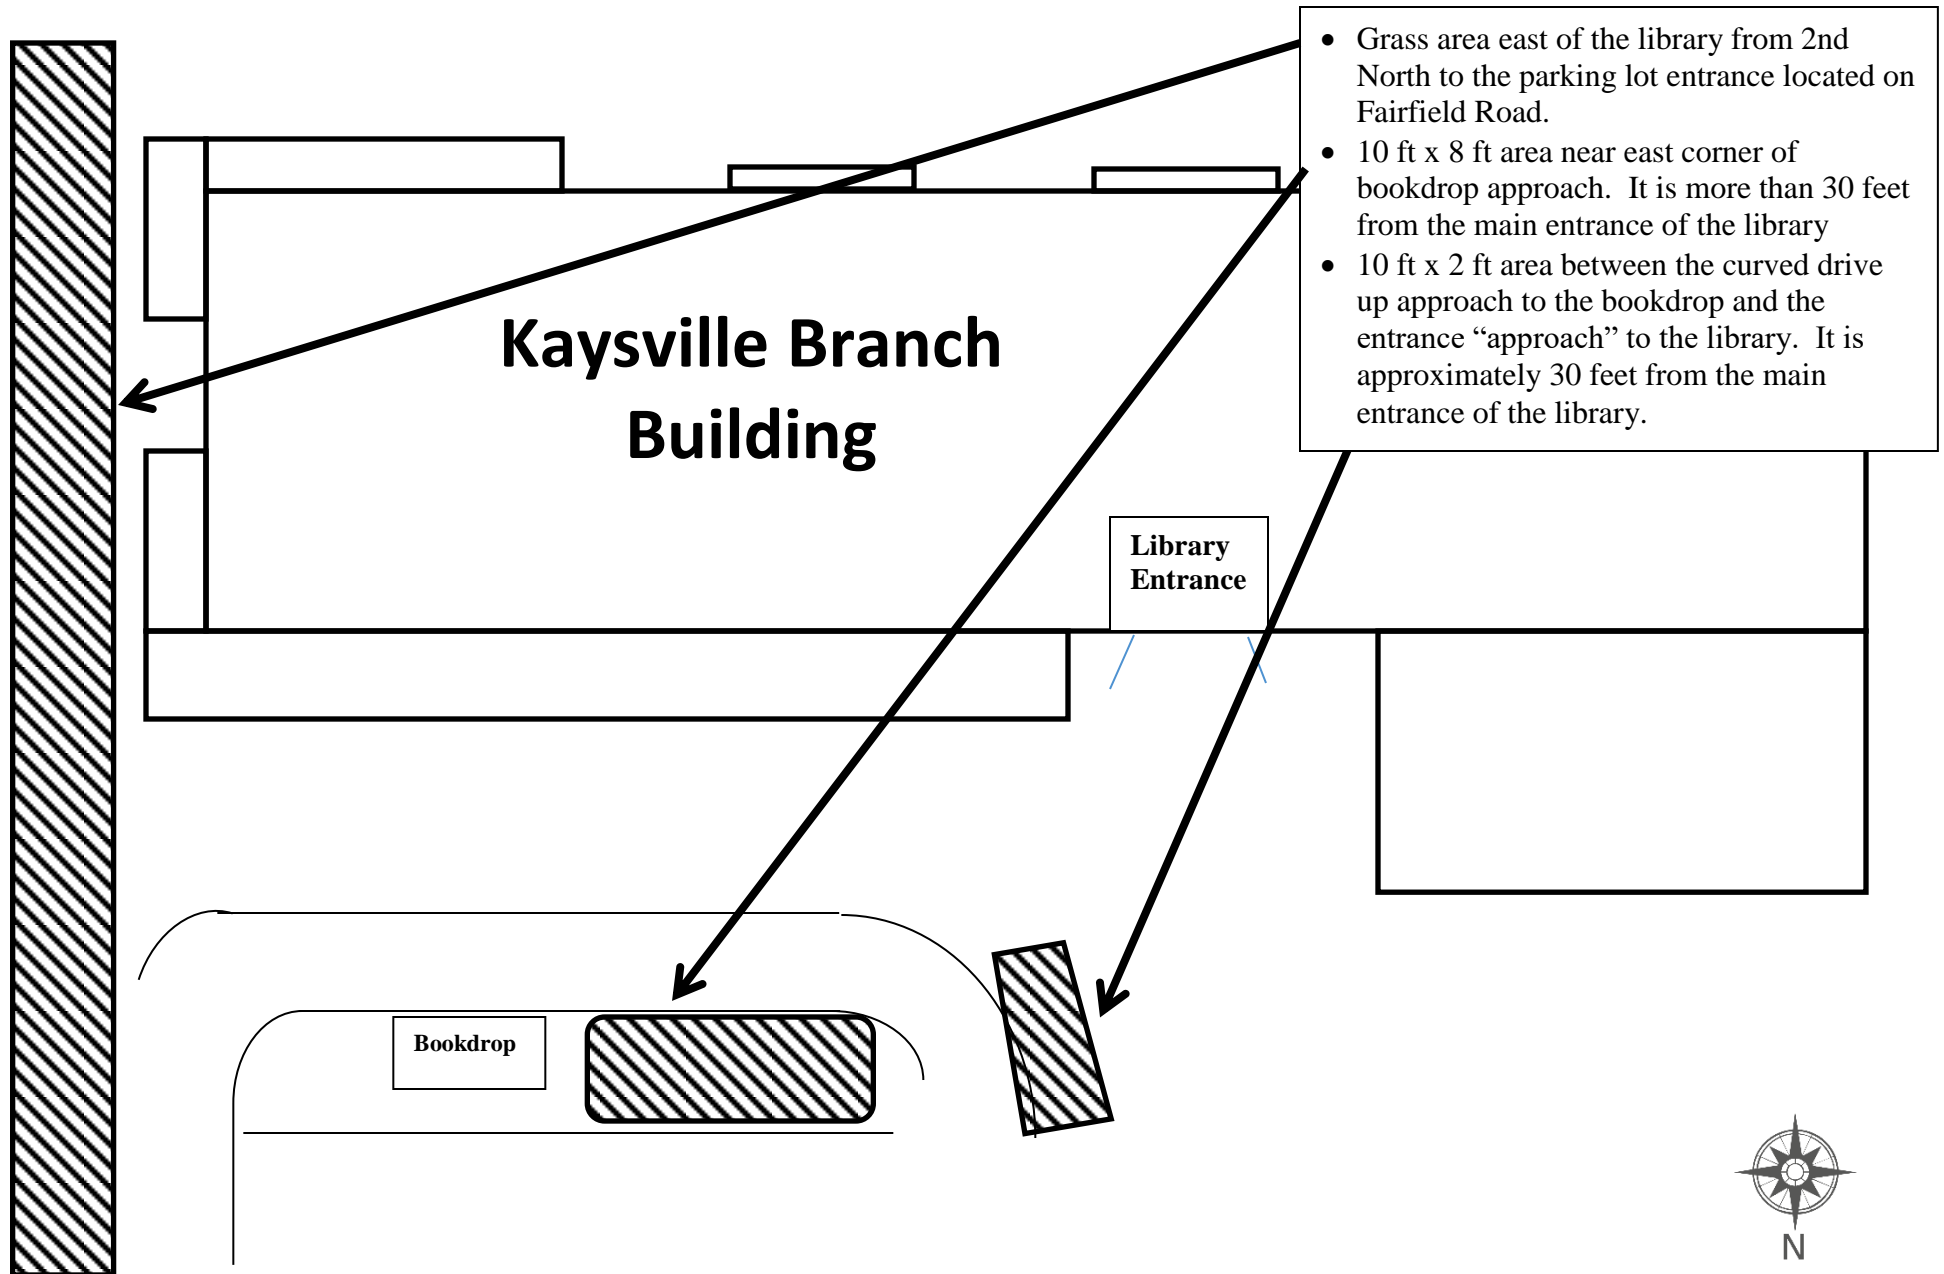 • Grass area east of the library from 2nd
North to the parking lot entrance located on
Fairfield Road.
• 10 ft x 8 ft area near east corner of
bookdrop approach.  It is more than 30 feet
from the main entrance of the library
• 10 ft x 2 ft area between the curved drive
up approach to the bookdrop and the
entrance “approach” to the library.  It is
approximately 30 feet from the main
entrance of the library.
Kaysville Branch
Building
Library
Entrance
Bookdrop
N